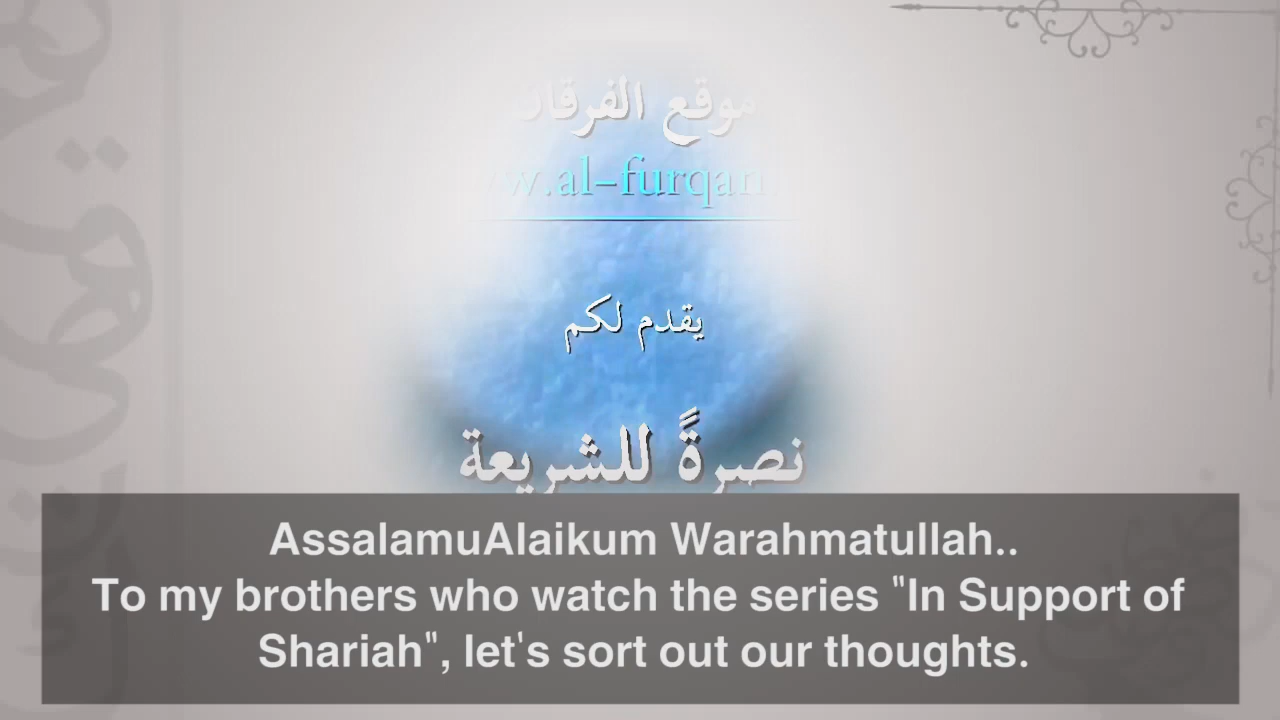 موقع الفرقان
w.al-furqan
يقدم لكم
نصرةً للشريعة
AssalamuAlaikum Warahmatullah..
To my brothers who watch the series "In Support of
Shariah", let's sort out our thoughts.